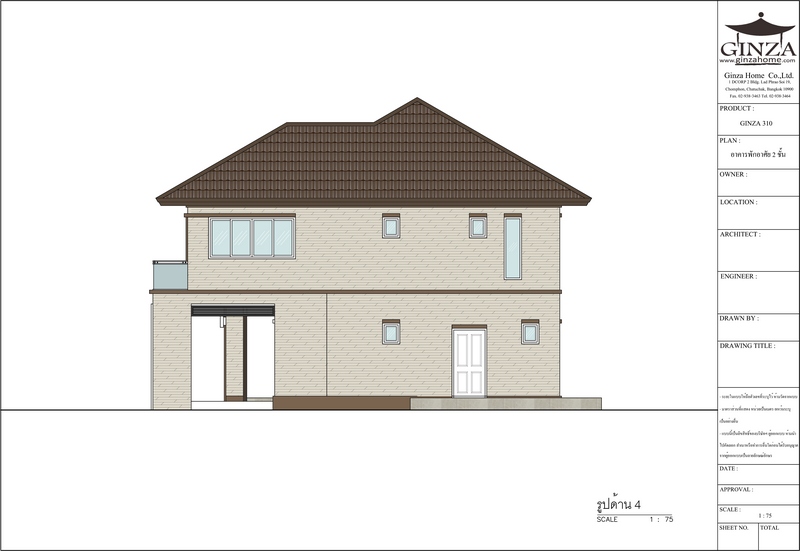 GINZA
www.ginzahome.com
Ginza Home Co.,Ltd.
1 DCORP 2 Bldg. Lad Phrao Soi 19,
Chomphon, Chatuchak, Bangkok 10900
Fax. 02-938-3463 Tel. 02-938-3464
PRODUCT :
GINZA 310
PLAN :
อาคารพักอาศัย 2 ชั้น
OWNER :
LOCATION :
ARCHITECT :
ENGINEER :
DRAWN BY :
DRAWING TITLE :
DATE :
APPROVAL :
SCALE :
1 : 75
SHEET NO. TOTAL
รูปด้าน 4
SCALE 1 : 75